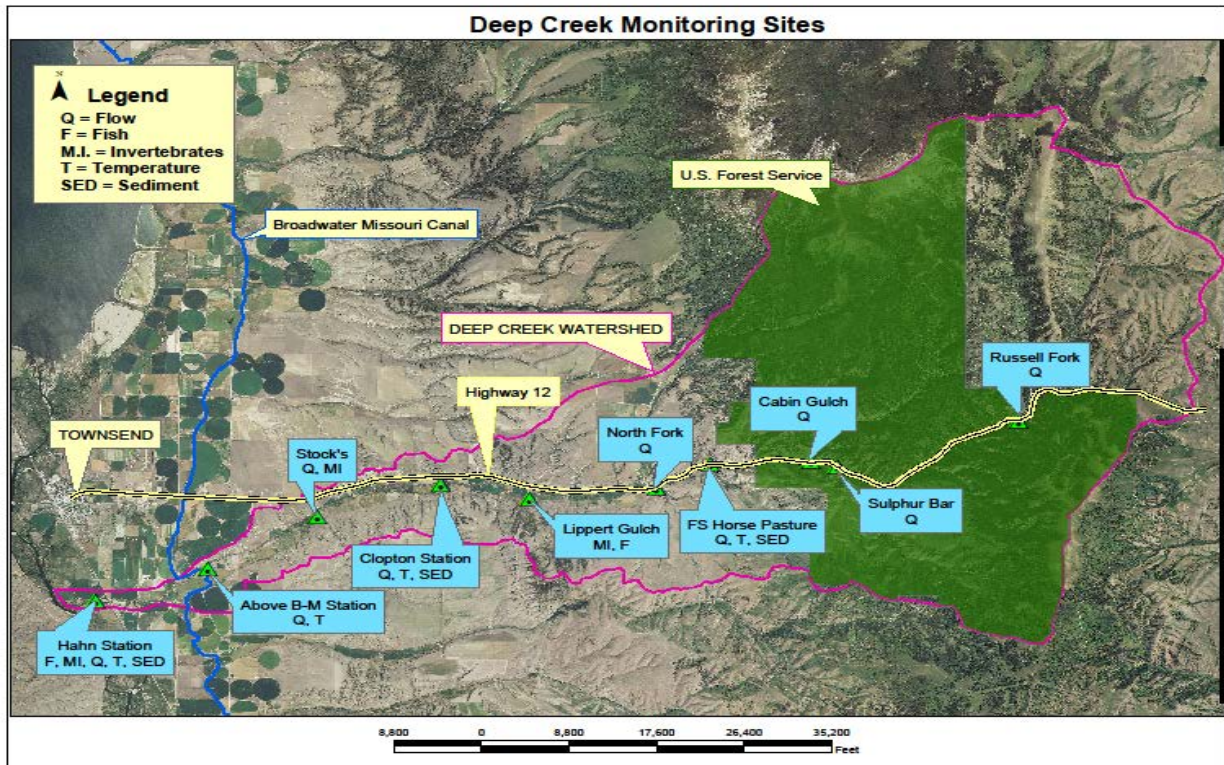 Deep Creek Monitoring Sites
N
Legend
Q = Flow
F = Fish
M.I. = Invertebrates
T = Temperature
SED = Sediment
U.S. Forest Service
Broadwater Missouri Canal
DEEP CREEK WATERSHED
Russell Fork
Q
Highway 12
Cabin Gulch
Q
TOWNSEND
North Fork
Q
Stock's
Q, MI
Sulphur Bar
Q
Lippert Gulch
MI, F
FS Horse Pasture
Q, T, SED
Clopton Station
Q, T, SED
Above B-M Station
Q, T
Hahn Station
F, MI, Q, T, SED
8,800 0 8,800 17,600 26,400 35,200
Feet